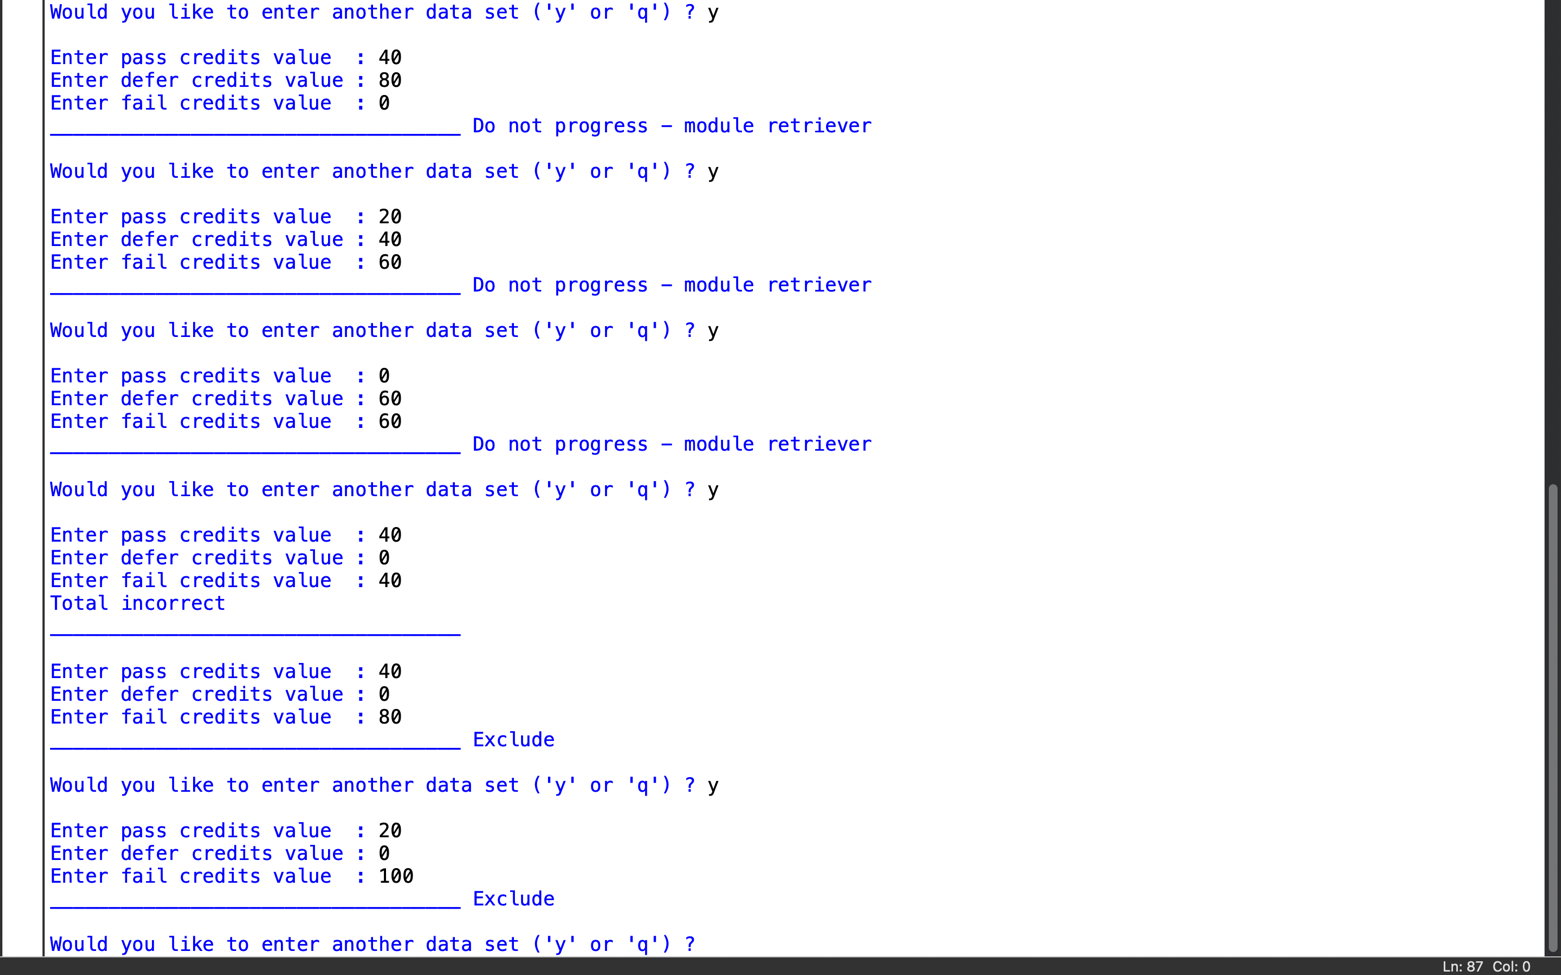 Would you like to enter another data set ('y' or 'q') ? y
Enter pass credits value  : 40
Enter defer credits value : 80
Enter fail credits value  : 0
___________________________________ Do not progress – module retriever
Would you like to enter another data set ('y' or 'q') ? y
Enter pass credits value  : 20
Enter defer credits value : 40
Enter fail credits value  : 60
___________________________________ Do not progress – module retriever
Would you like to enter another data set ('y' or 'q') ? y
Enter pass credits value  : 0
Enter defer credits value : 60
Enter fail credits value  : 60
___________________________________ Do not progress – module retriever
Would you like to enter another data set ('y' or 'q') ? y
Enter pass credits value  : 40
Enter defer credits value : 0
Enter fail credits value  : 40
Total incorrect
___________________________________
Enter pass credits value  : 40
Enter defer credits value : 0
Enter fail credits value  : 80
___________________________________ Exclude
Would you like to enter another data set ('y' or 'q') ? y
Enter pass credits value  : 20
Enter defer credits value : 0
Enter fail credits value  : 100
___________________________________ Exclude
Would you like to enter another data set ('y' or 'q') ?
Ln: 87  Col: 0